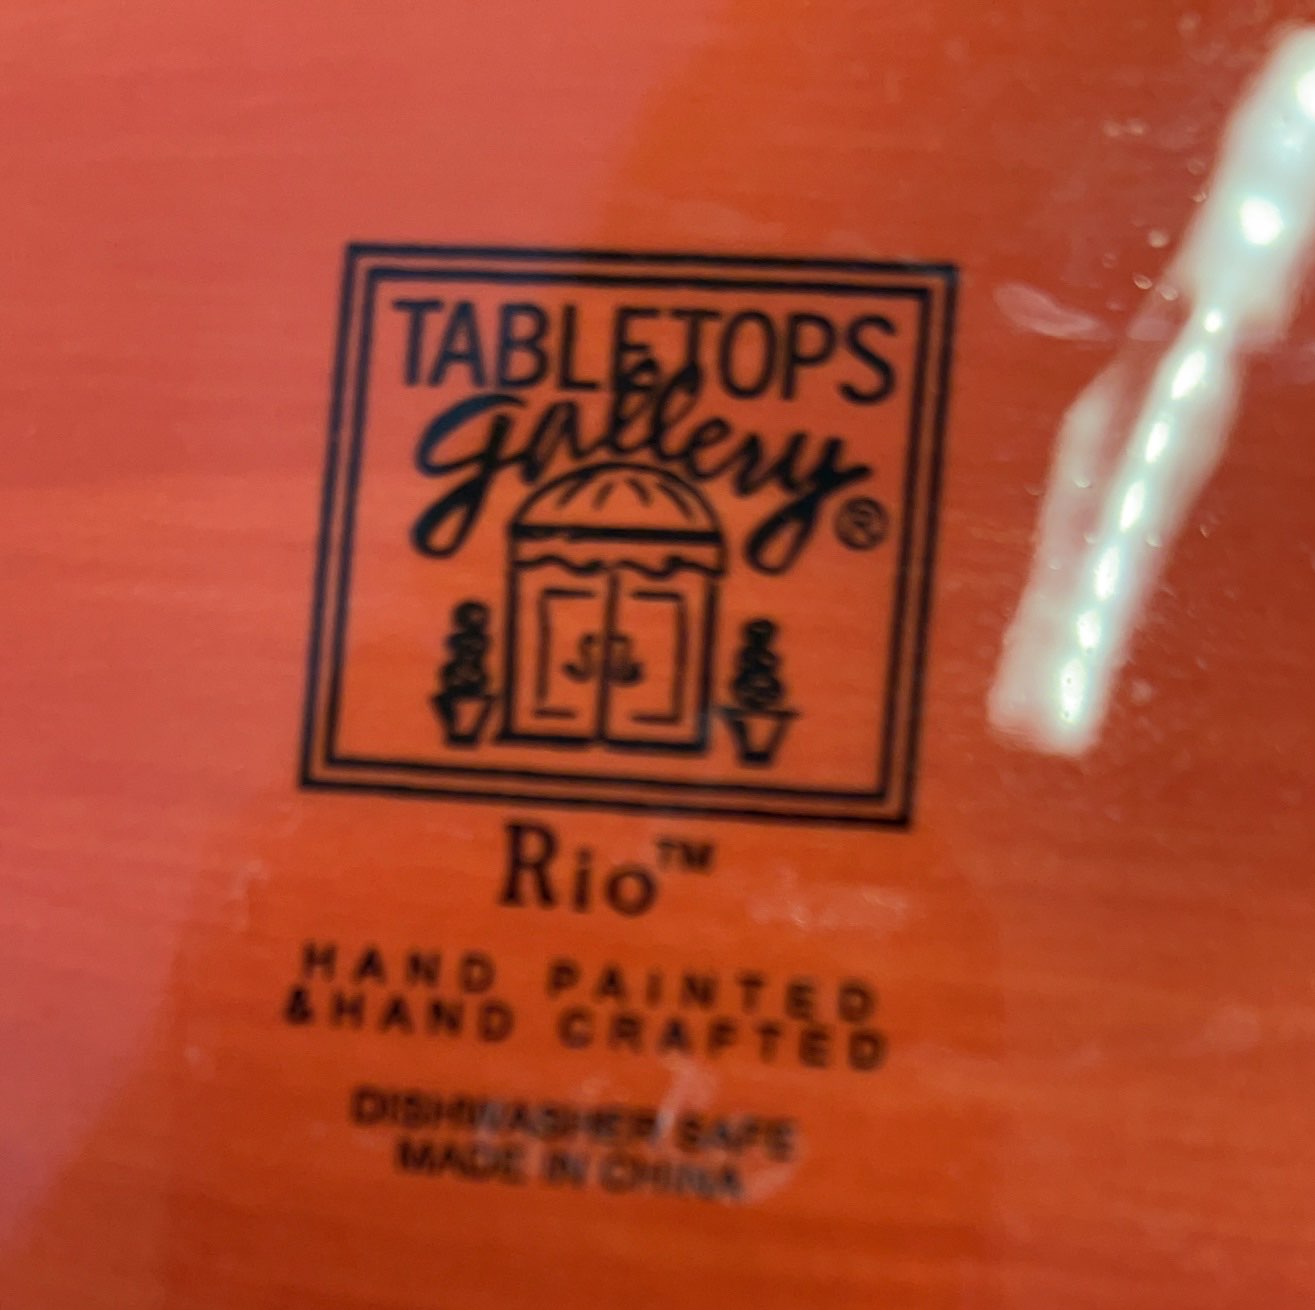 TABLETOPS
gallery®
Rio™
HAND PAINTED
&HAND CRAFTED
DISHWASHER SAFE
MADE IN CHINA